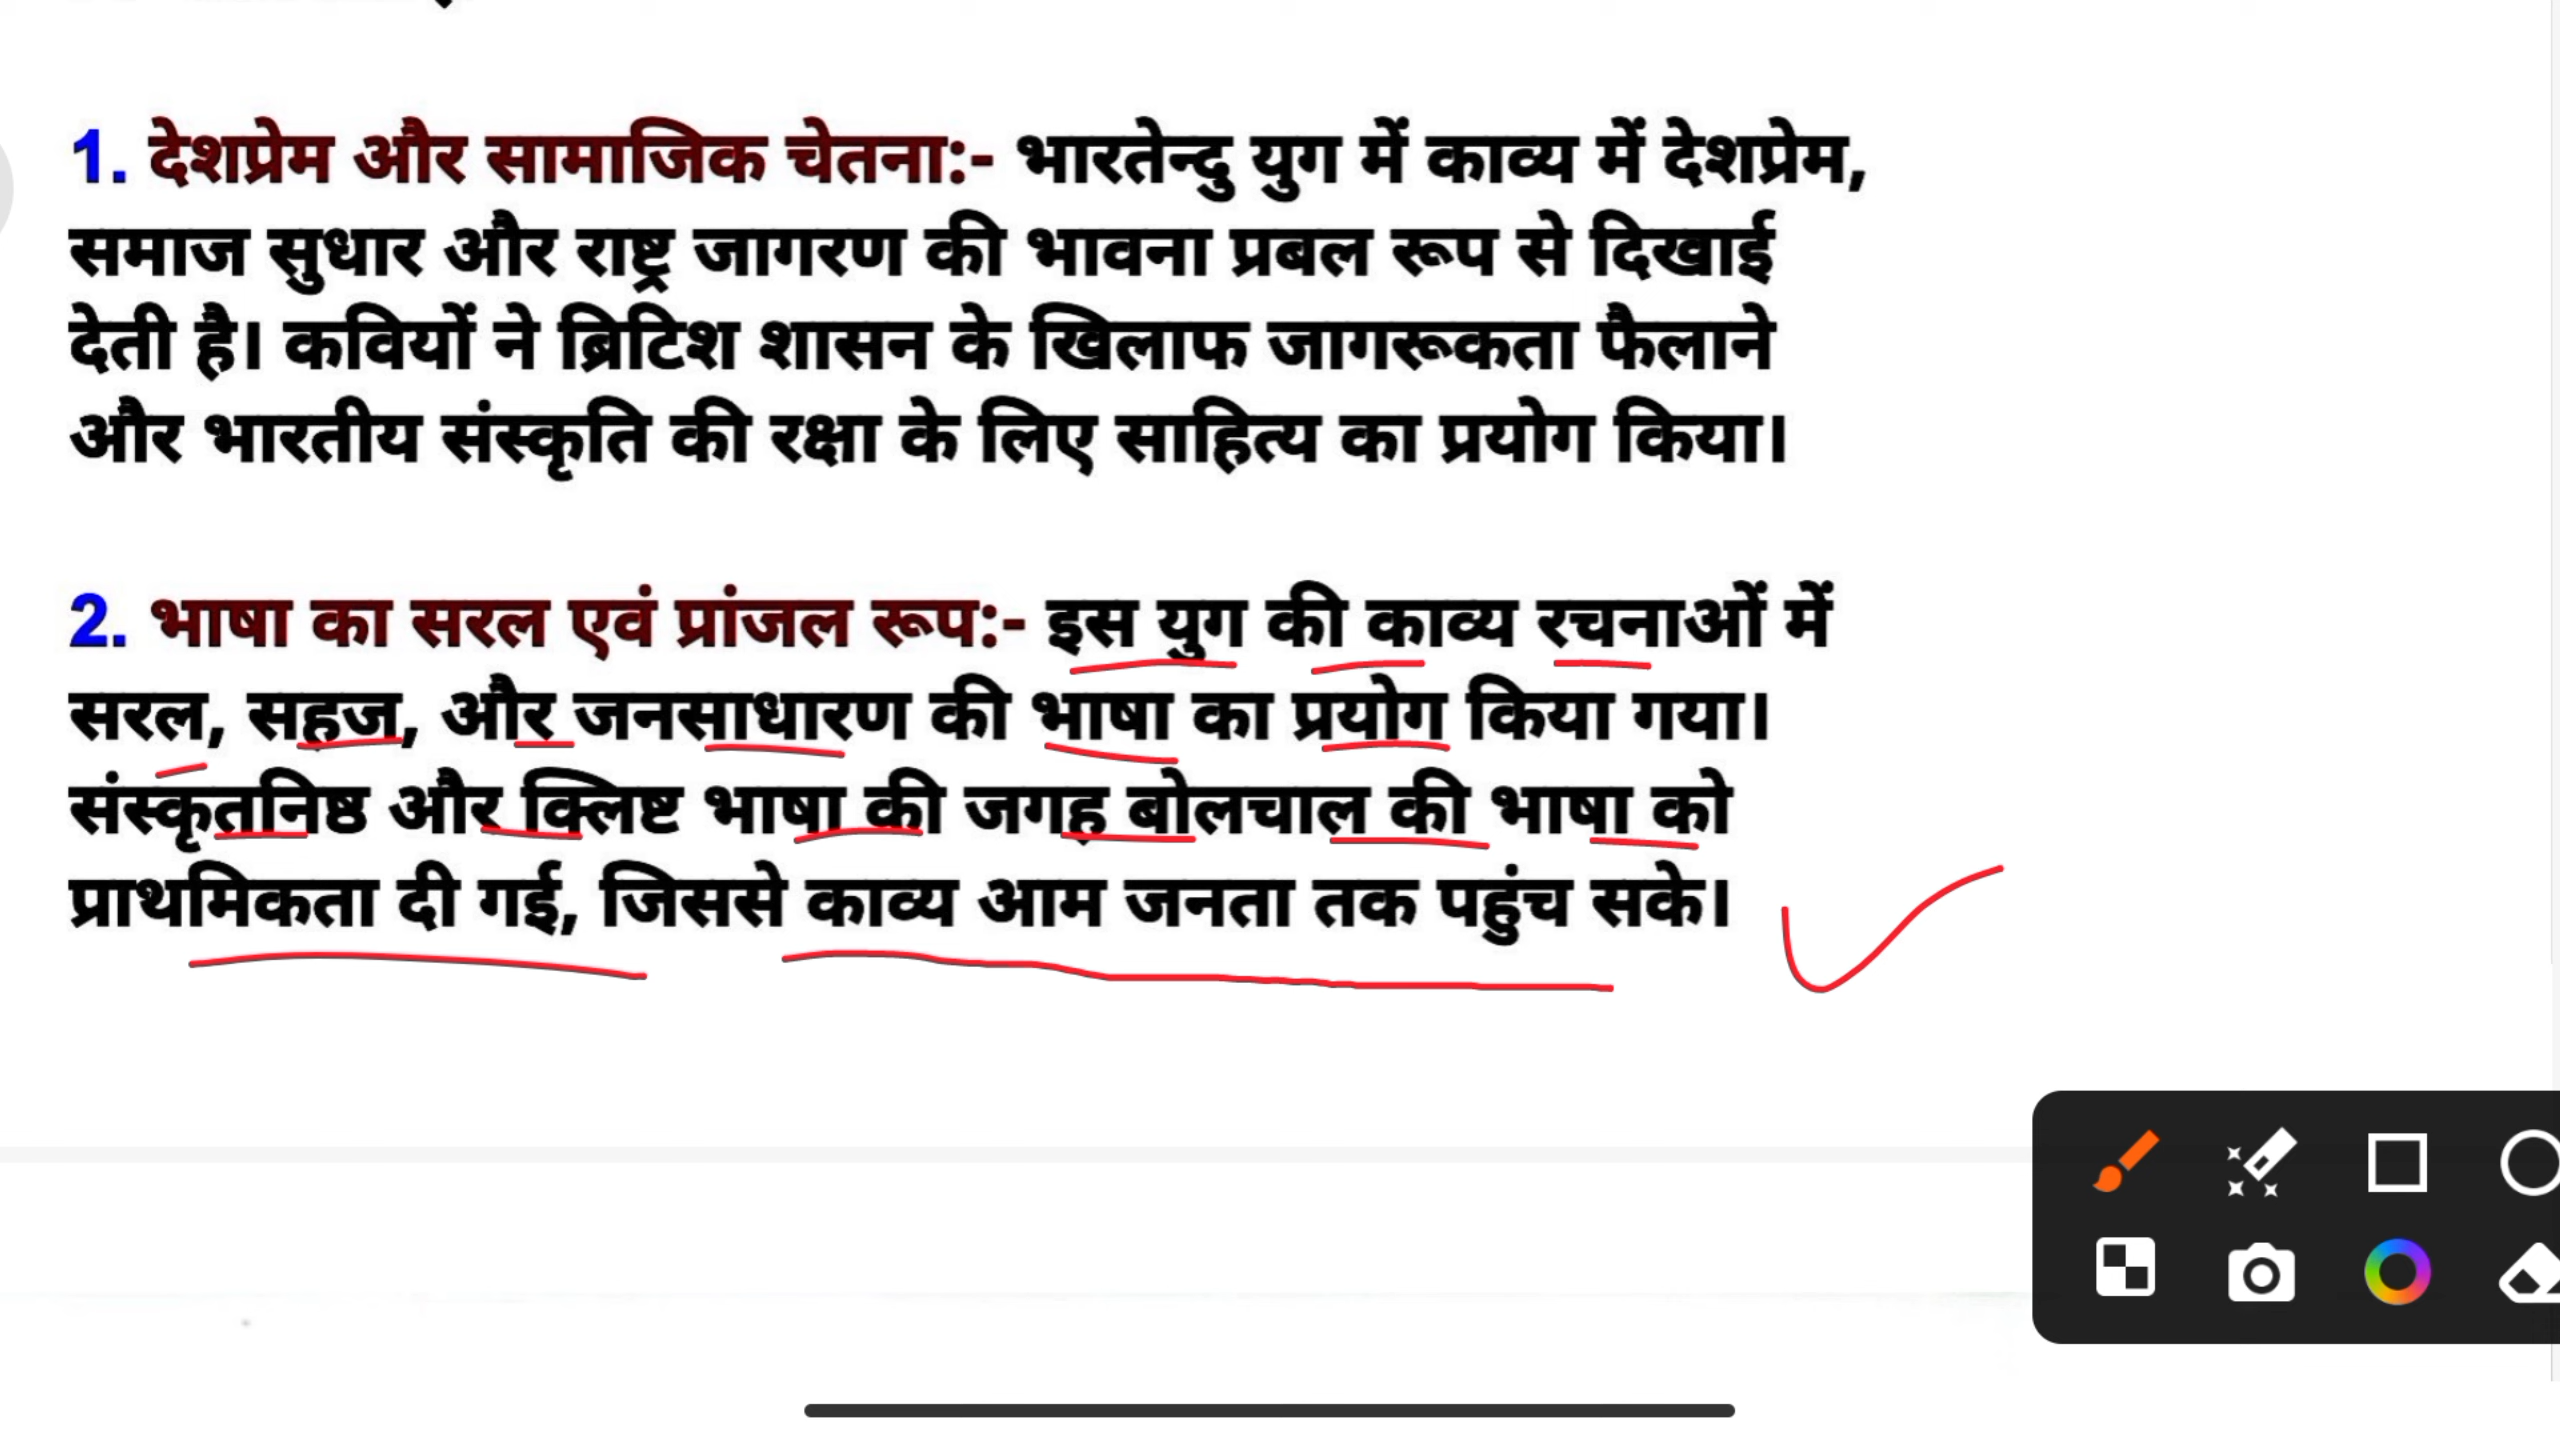 1. देशप्रेम और सामाजिक चेतना:- भारतेन्दु युग में काव्य में देशप्रेम,
समाज सुधार और राष्ट्र जागरण की भावना प्रबल रूप से दिखाई
देती है। कवियों ने ब्रिटिश शासन के खिलाफ जागरूकता फैलाने
और भारतीय संस्कृति की रक्षा के लिए साहित्य का प्रयोग किया।
2. भाषा का सरल एवं प्रांजल रूप:- इस युग की काव्य रचनाओं में
सरल, सहज, और जनसाधारण की भाषा का प्रयोग किया गया।
संस्कृतनिष्ठ और क्लिष्ट भाषा की जगह बोलचाल की भाषा को
प्राथमिकता दी गई, जिससे काव्य आम जनता तक पहुंच सके।